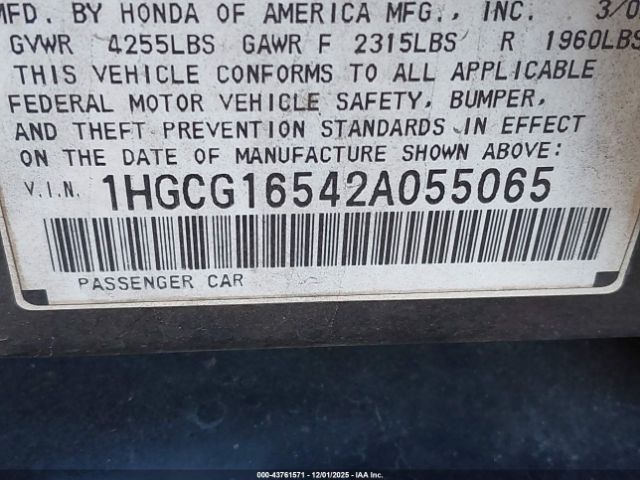 MFD. BY HONDA OF AMERICA MFG., INC. 3/0
GVWR 4255LBS GAWR F 2315LBS R 1960LBS
THIS VEHICLE CONFORMS TO ALL APPLICABLE
FEDERAL MOTOR VEHICLE SAFETY, BUMPER,
AND THEFT PREVENTION STANDARDS IN EFFECT
ON THE DATE OF MANUFACTURE SHOWN ABOVE.
V.I.N. 1HGCG16542A055065
PASSENGER CAR
000-43761571 - 12/01/2025 - IAA Inc.